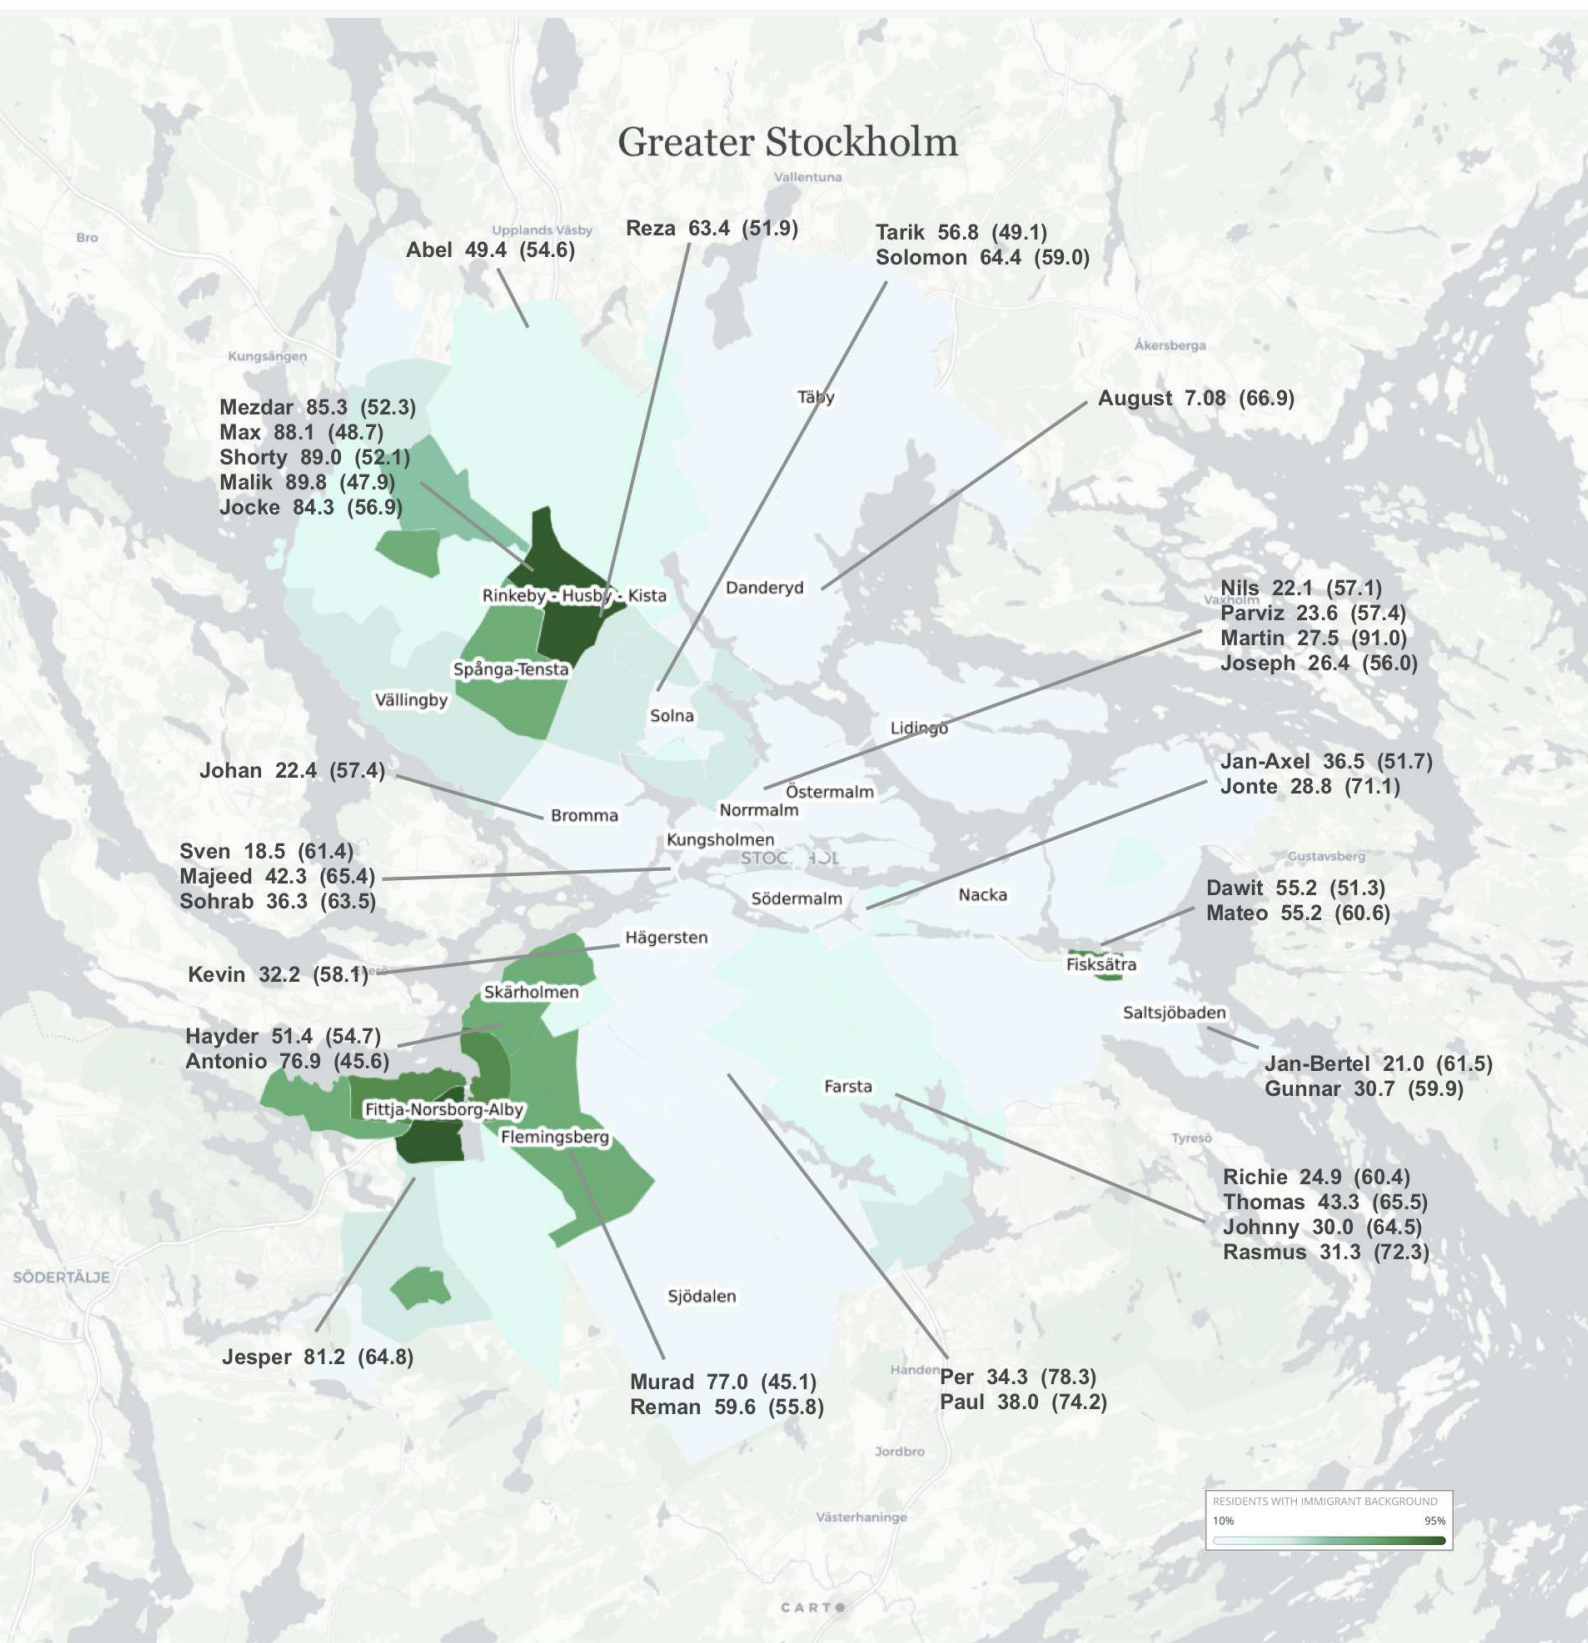 Greater Stockholm
Vallentuna
Bro
Upplands Väsby
Abel 49.4 (54.6)
Reza 63.4 (51.9)
Tarik 56.8 (49.1)
Solomon 64.4 (59.0)
Kungsängen
Åkersberga
Täby
August 7.08 (66.9)
Mezdar 85.3 (52.3)
Max 88.1 (48.7)
Shorty 89.0 (52.1)
Malik 89.8 (47.9)
Jocke 84.3 (56.9)
Rinkeby - Husby - Kista
Danderyd
Nils 22.1 (57.1)
Vaxholm
Parviz 23.6 (57.4)
Martin 27.5 (91.0)
Joseph 26.4 (56.0)
Spånga-Tensta
Vällingby
Solna
Lidingö
Johan 22.4 (57.4)
Jan-Axel 36.5 (51.7)
Jonte 28.8 (71.1)
Östermalm
Norrmalm
Bromma
Kungsholmen
STOC HOL
Gustavsberg
Sven 18.5 (61.4)
Majeed 42.3 (65.4)
Sohrab 36.3 (63.5)
Södermalm
Nacka
Dawit 55.2 (51.3)
Mateo 55.2 (60.6)
Hägersten
Fisksätra
Kevin 32.2 (58.1)
Skärholmen
Saltsjöbaden
Hayder 51.4 (54.7)
Antonio 76.9 (45.6)
Jan-Bertel 21.0 (61.5)
Gunnar 30.7 (59.9)
Farsta
Fittja-Norsborg-Alby
Flemingsberg
Tyresö
Richie 24.9 (60.4)
Thomas 43.3 (65.5)
Johnny 30.0 (64.5)
Rasmus 31.3 (72.3)
SÖDERTÄLJE
Sjödalen
Jesper 81.2 (64.8)
Handen
Murad 77.0 (45.1)
Reman 59.6 (55.8)
Per 34.3 (78.3)
Paul 38.0 (74.2)
Jordbro
Västerhaninge
RESIDENTS WITH IMMIGRANT BACKGROUND
10% 95%
CARTO